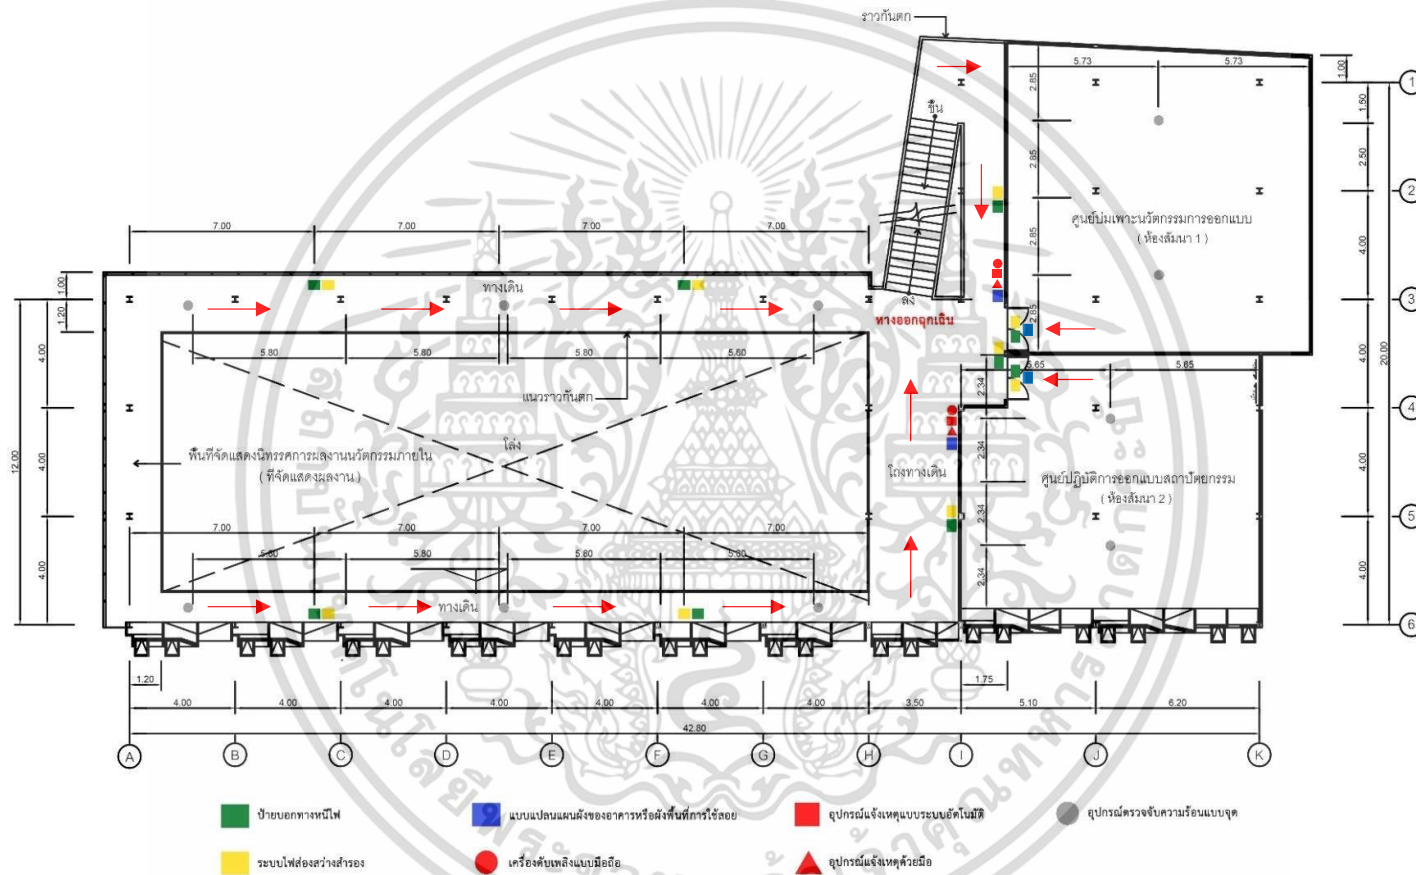 ราวกันตก
5.73
5.73
1.00
1
2.85
1.60
ขึ้น
2.85
2.50
2
7.00
7.00
7.00
7.00
ศูนย์บ่มเพาะนวัตกรรมการออกแบบ
( ห้องสัมนา 1 )
2.85
4.00
1.00
ทางเดิน
ลง
3
1.20
ทางออกฉุกเฉิน
2.85
5.80
5.80
5.80
5.80
4.00
5.65
5.65
4.00
20.00
2.34
แนวราวกันตก
4
12.00
โล่ง
2.34
พื้นที่จัดแสดงนิทรรศการผลงานนวัตกรรมภายใน
( ที่จัดแสดงผลงาน )
4.00
โถงทางเดิน
ศูนย์ปฏิบัติการออกแบบสถาปัตยกรรม
( ห้องสัมนา 2 )
4.00
7.00
7.00
7.00
7.00
2.34
5
5.80
5.80
5.80
5.80
4.00
2.34
4.00
ทางเดิน
6
1.20
1.75
4.00
4.00
4.00
4.00
4.00
4.00
4.00
3.50
5.10
6.20
42.80
A
B
C
D
E
F
G
H
I
J
K
ป้ายบอกทางหนีไฟ
แบบแปลนแผนผังของอาคารหรือผังพื้นที่การใช้สอย
อุปกรณ์แจ้งเหตุแบบระบบอัตโนมัติ
อุปกรณ์ตรวจจับความร้อนแบบจุด
ระบบไฟส่องสว่างสำรอง
เครื่องดับเพลิงแบบมือถือ
อุปกรณ์แจ้งเหตุด้วยมือ